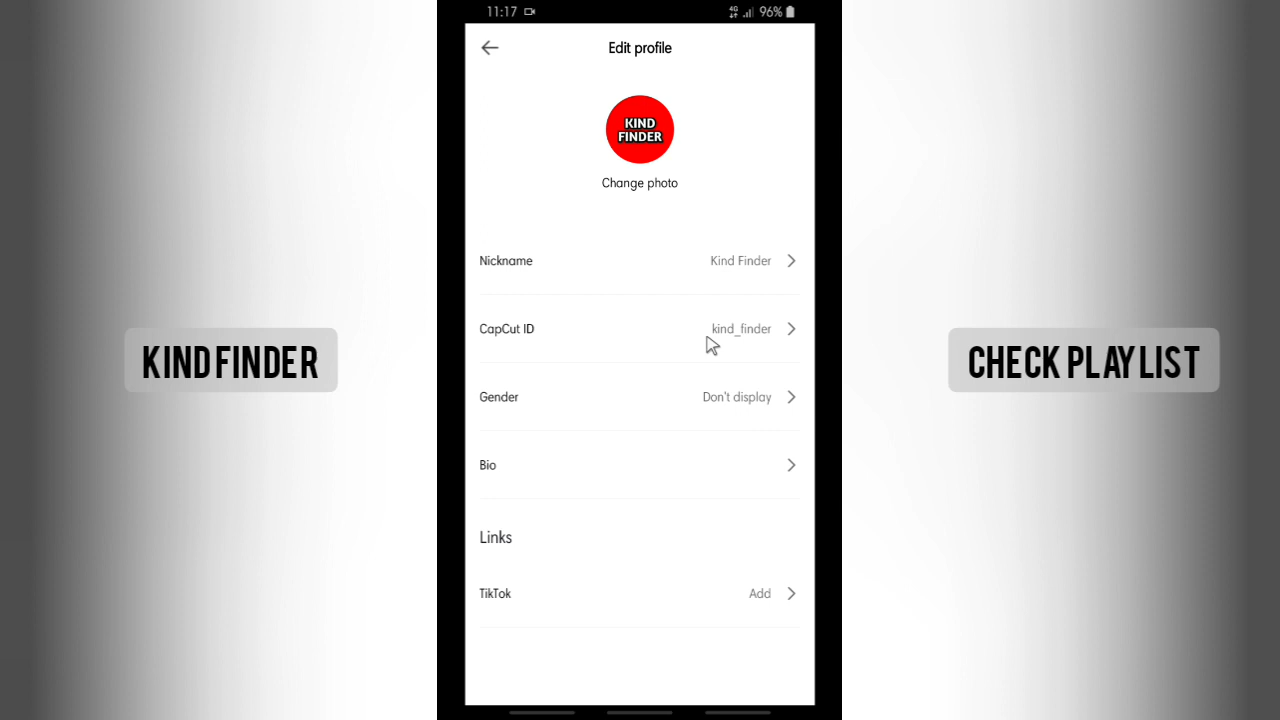 11:17 4G 96%
Edit profile
KIND
FINDER
Change photo
Nickname Kind Finder
CapCut ID kind_finder
Gender Don't display
Bio
Links
TikTok Add
KIND FINDER
CHECK PLAYLIST